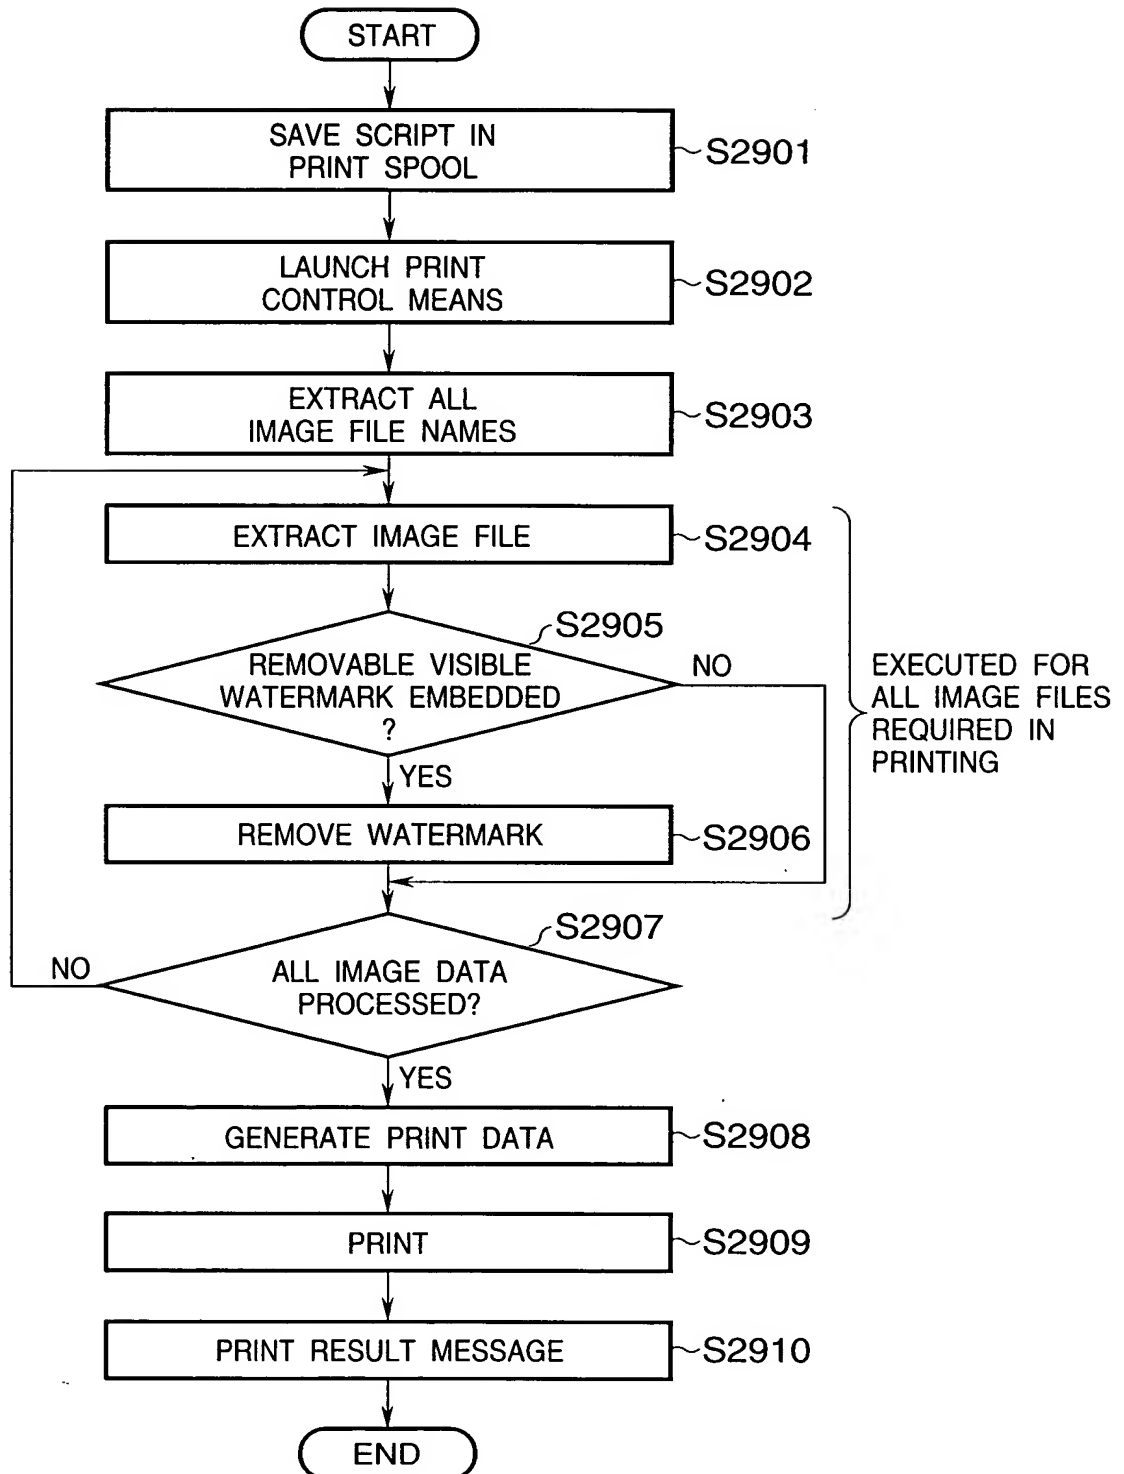 START
SAVE SCRIPT IN
PRINT SPOOL
S2901
LAUNCH PRINT
CONTROL MEANS
S2902
EXTRACT ALL
IMAGE FILE NAMES
S2903
EXTRACT IMAGE FILE
S2904
S2905
REMOVABLE VISIBLE
WATERMARK EMBEDDED
?
NO
EXECUTED FOR
ALL IMAGE FILES
REQUIRED IN
PRINTING
YES
REMOVE WATERMARK
S2906
S2907
ALL IMAGE DATA
PROCESSED?
NO
YES
GENERATE PRINT DATA
S2908
PRINT
S2909
PRINT RESULT MESSAGE
S2910
END